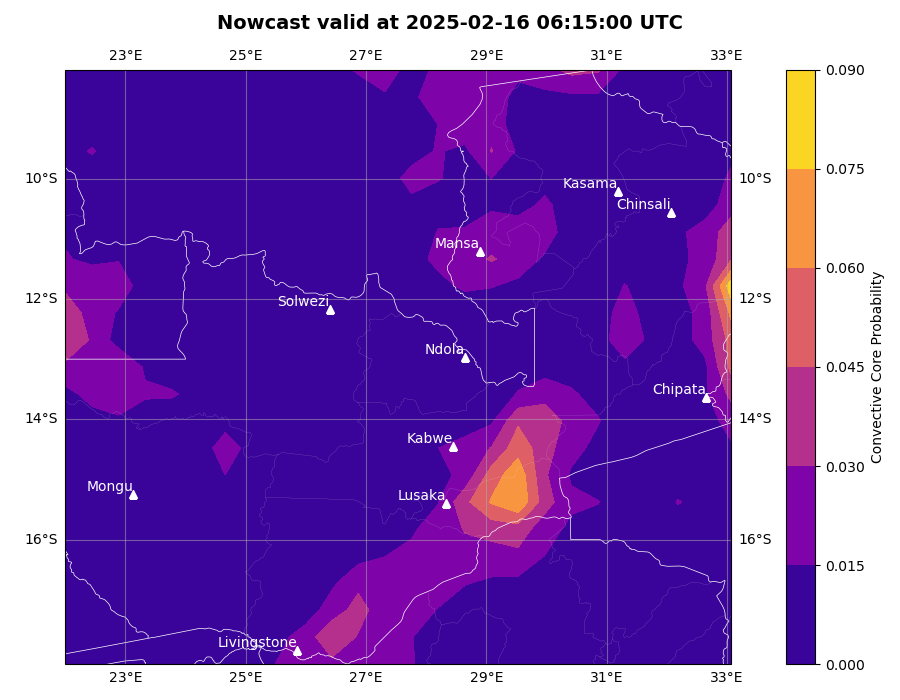 Nowcast valid at 2025-02-16 06:15:00 UTC
23°E 25°E 27°E 29°E 31°E 33°E
0.090
0.075
0.060
0.045
0.030
0.015
0.000
Convective Core Probability
10°S 10°S
12°S 12°S
14°S 14°S
16°S 16°S
Kasama
Chinsali
Mansa
Solwezi
Ndola
Chipata
Kabwe
Mongu
Lusaka
Livingstone
23°E 25°E 27°E 29°E 31°E 33°E